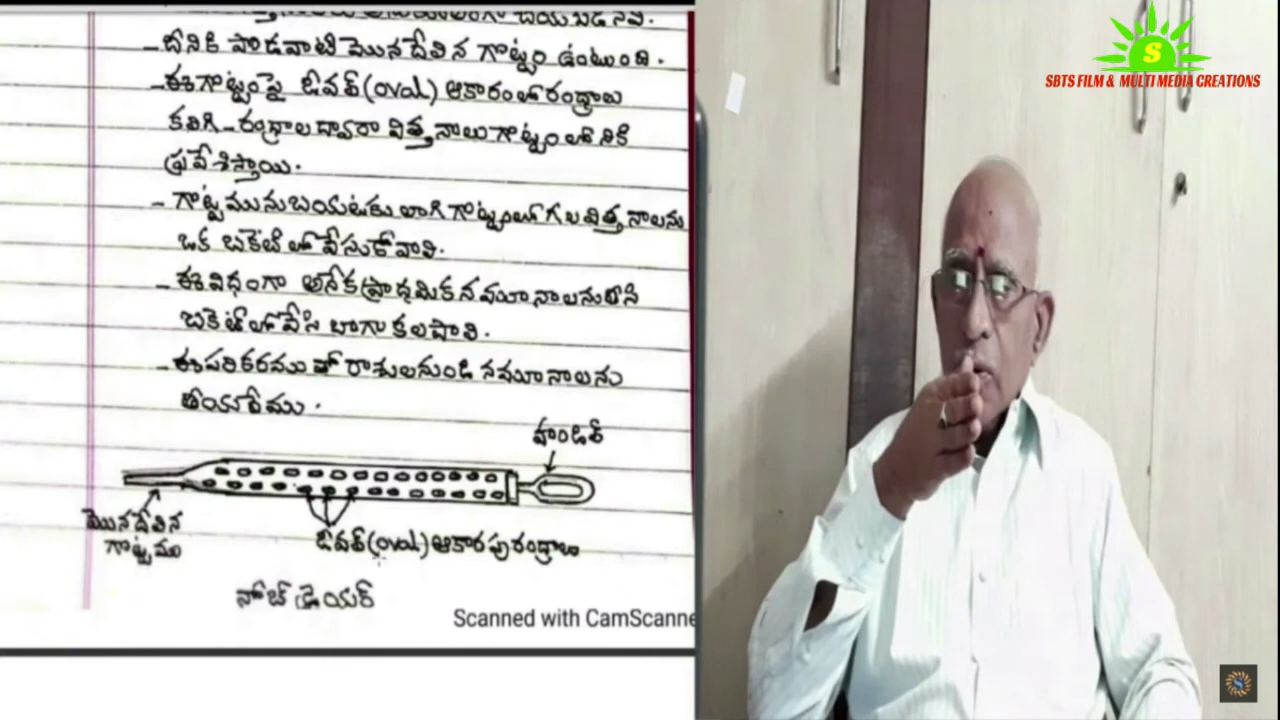 - దీనికి పొడవాటి మొనదేలిన గొట్టం ఉంటుంది.
- ఈ గొట్టంపై ఓవల్ (oval) ఆకారంలో రంధ్రాలు
కలిగి - రంధ్రాల ద్వారా విత్తనాలు గొట్టంలోనికి
ప్రవేశిస్తాయి.
- గొట్టమును బయటకు లాగి గొట్టంలో గల విత్తనాలను
ఒక బకెట్ లో వేసుకోవాలి.
- ఈ విధంగా అనేక ప్రాథమిక నమూనాలను తీసి
బకెట్ లో వేసి బాగా కలపాలి.
- ఈ పరికరముతో రాశులనుండి నమూనాలను
తీయలేము.
హాండిల్
మొనదేలిన
గొట్టము
ఓవల్ (oval) ఆకారపు రంధ్రాలు
నోబ్ డ్రెయర్
Scanned with CamScanne
S
SBTS FILM & MULTI MEDIA CREATIONS